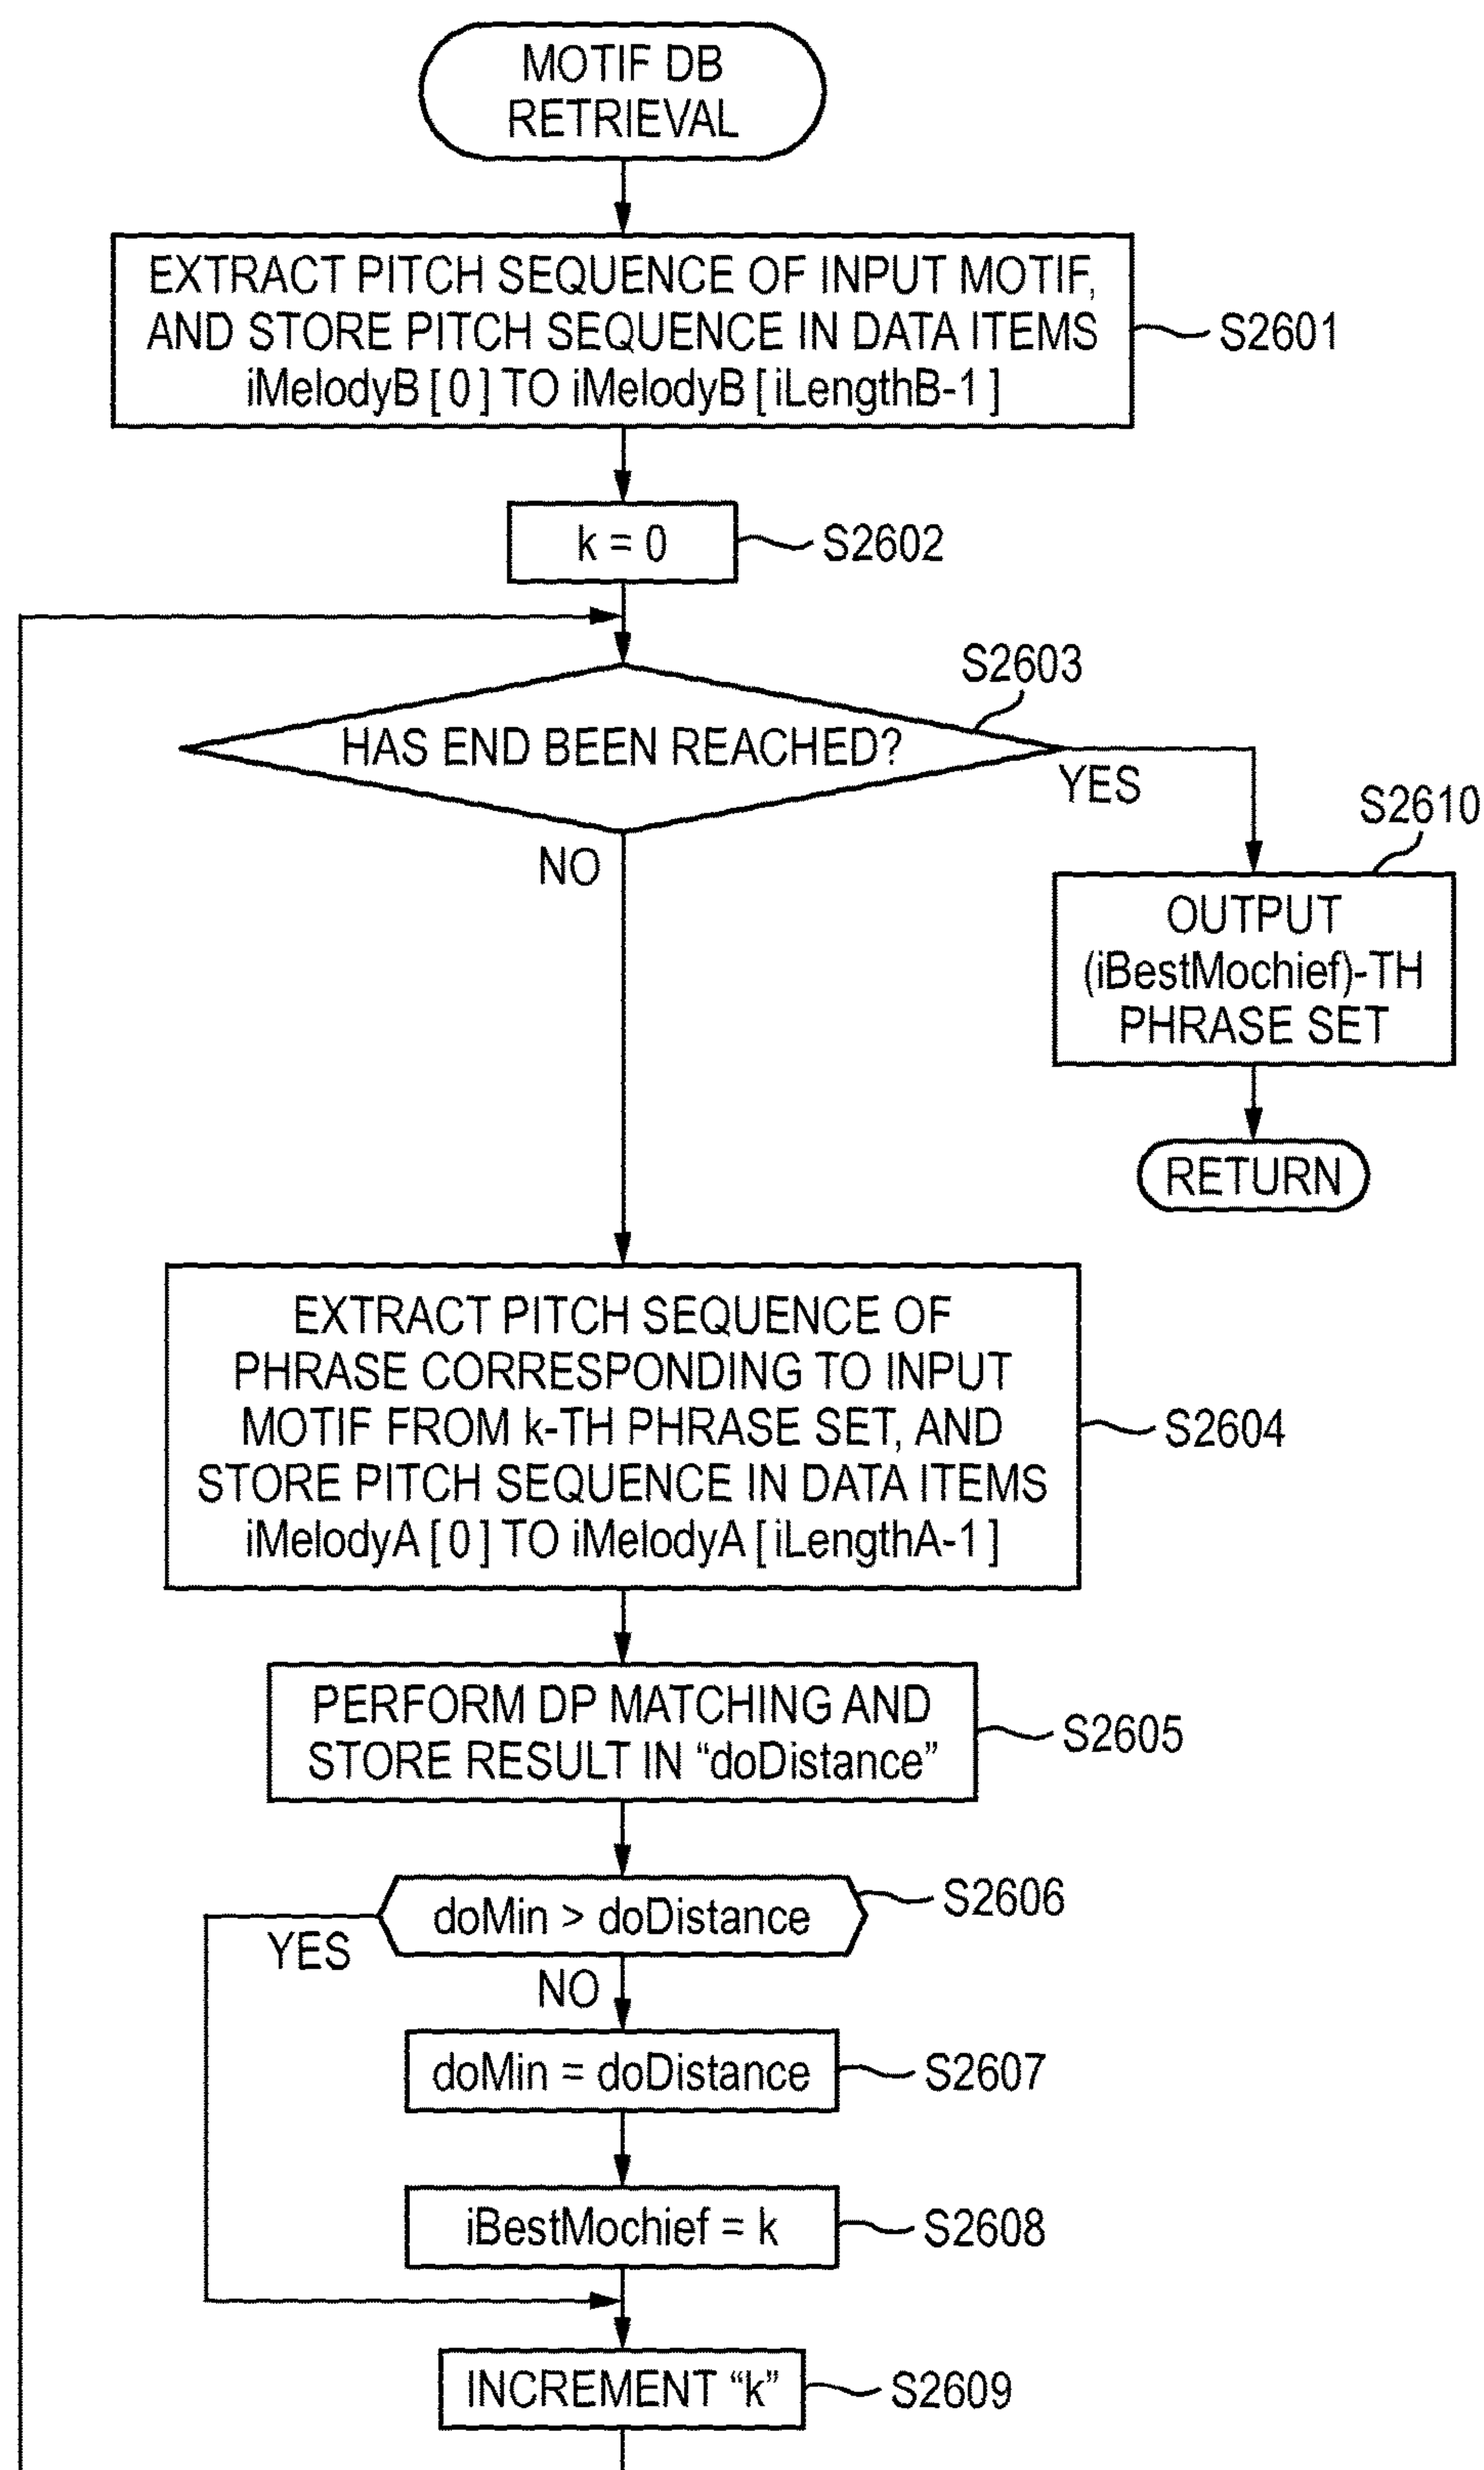 MOTIF DB
RETRIEVAL
EXTRACT PITCH SEQUENCE OF INPUT MOTIF,
AND STORE PITCH SEQUENCE IN DATA ITEMS
iMelodyB [ 0 ] TO iMelodyB [ iLengthB-1 ]
S2601
k = 0
S2602
S2603
HAS END BEEN REACHED?
YES
NO
S2610
OUTPUT
(iBestMochief)-TH
PHRASE SET
RETURN
EXTRACT PITCH SEQUENCE OF
PHRASE CORRESPONDING TO INPUT
MOTIF FROM k-TH PHRASE SET, AND
STORE PITCH SEQUENCE IN DATA ITEMS
iMelodyA [ 0 ] TO iMelodyA [ iLengthA-1 ]
S2604
PERFORM DP MATCHING AND
STORE RESULT IN “doDistance”
S2605
doMin > doDistance
S2606
YES
NO
doMin = doDistance
S2607
iBestMochief = k
S2608
INCREMENT “k”
S2609